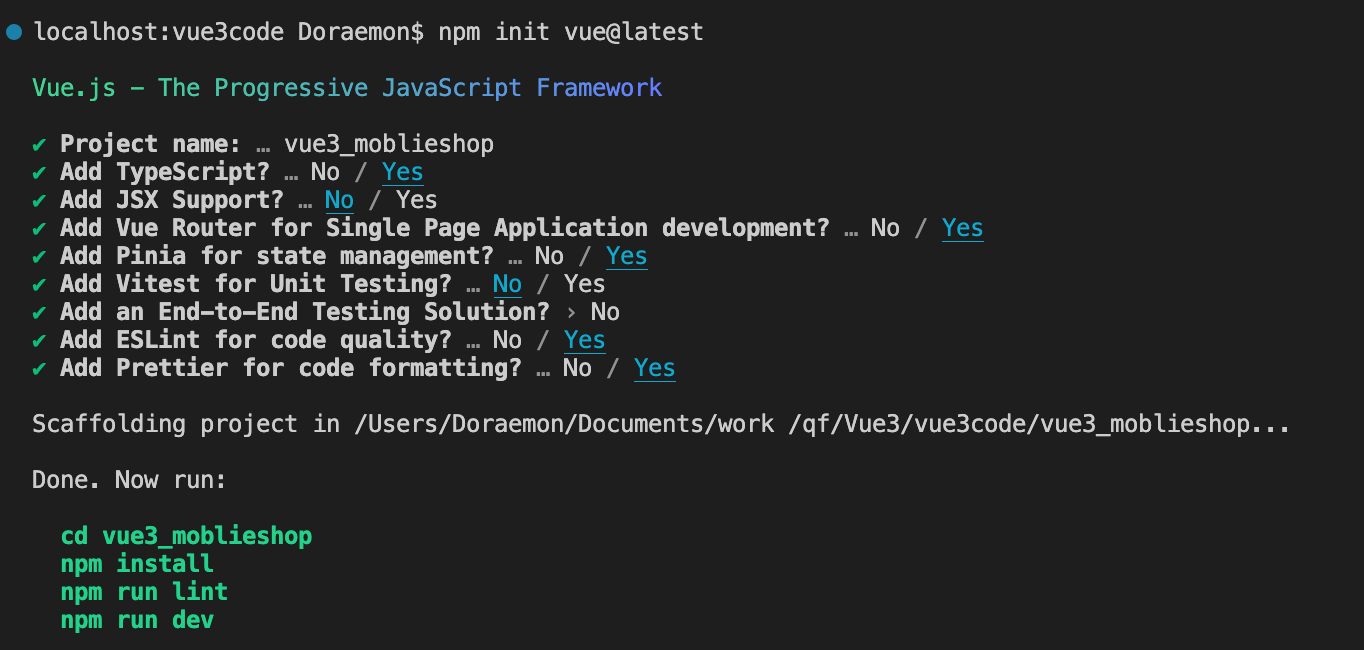 localhost:vue3code Doraemon$ npm init vue@latest
Vue.js – The Progressive JavaScript Framework
✔ Project name: … vue3_moblieshop
✔ Add TypeScript? … No / Yes
✔ Add JSX Support? … No / Yes
✔ Add Vue Router for Single Page Application development? … No / Yes
✔ Add Pinia for state management? … No / Yes
✔ Add Vitest for Unit Testing? … No / Yes
✔ Add an End-to-End Testing Solution? › No
✔ Add ESLint for code quality? … No / Yes
✔ Add Prettier for code formatting? … No / Yes
Scaffolding project in /Users/Doraemon/Documents/work /qf/Vue3/vue3code/vue3_moblieshop...
Done. Now run:
cd vue3_moblieshop
npm install
npm run lint
npm run dev